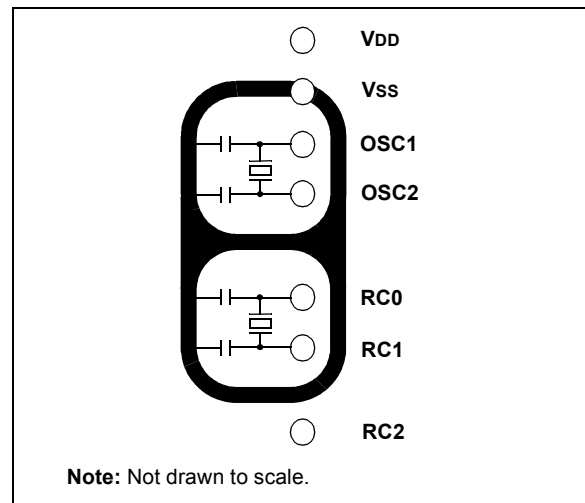 VDD
VSS
OSC1
OSC2
RC0
RC1
RC2
Note: Not drawn to scale.